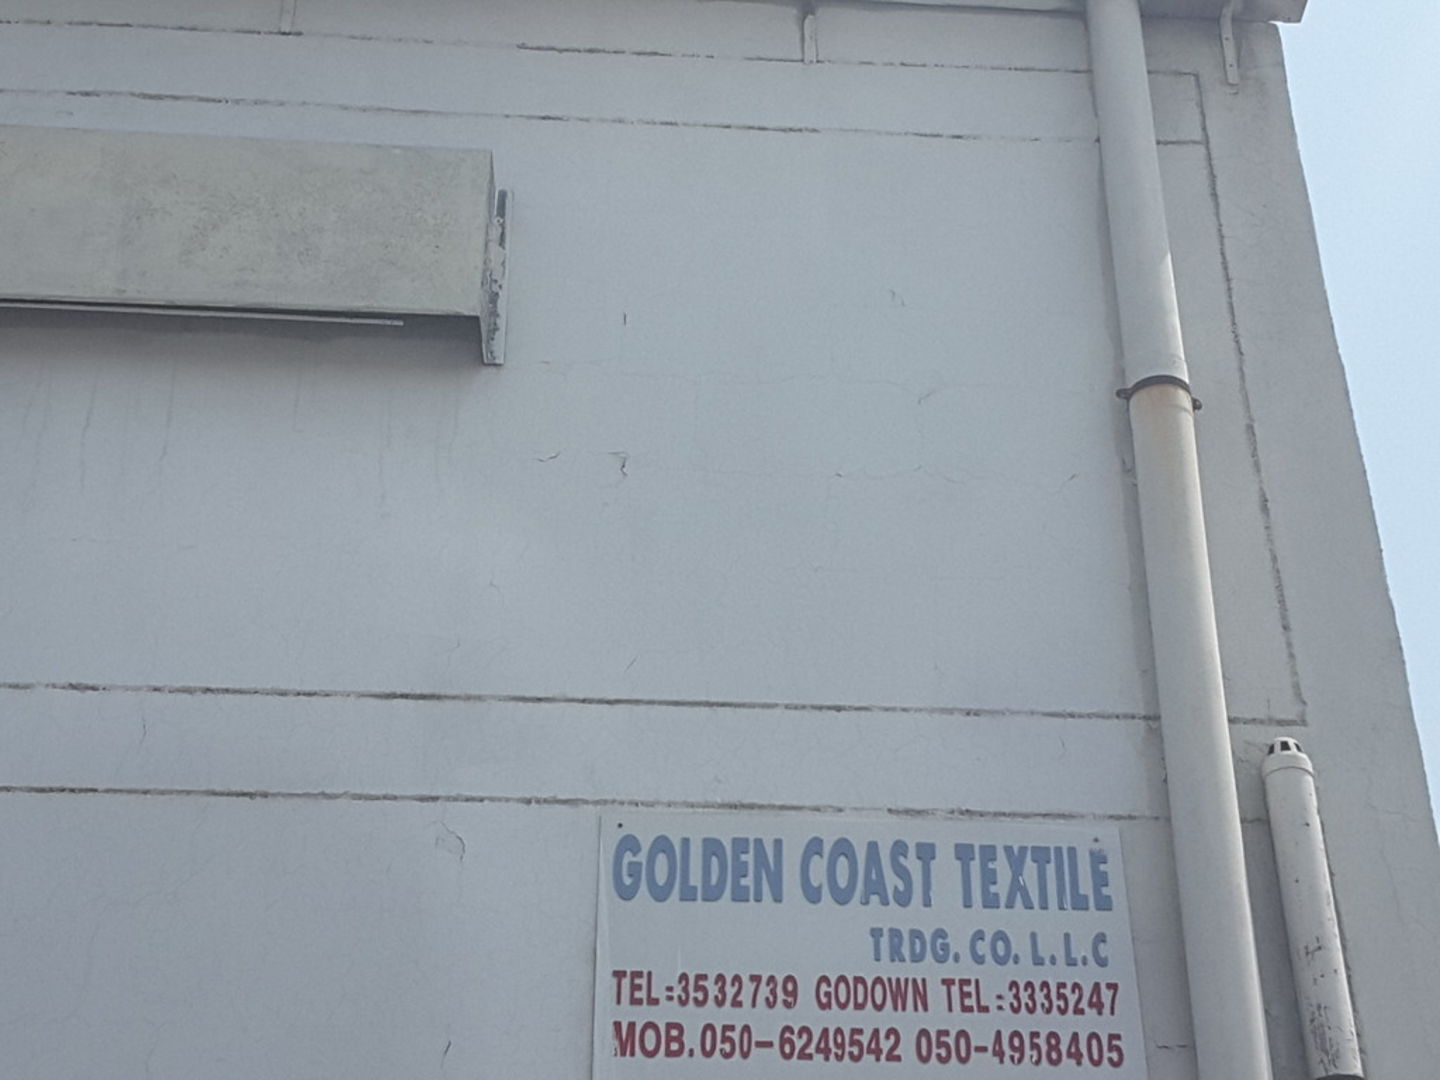 GOLDEN COAST TEXTILE
TRDG. CO. L.L.C
TEL:3532739 GODOWN TEL:3335247
MOB.050-6249542 050-4958405